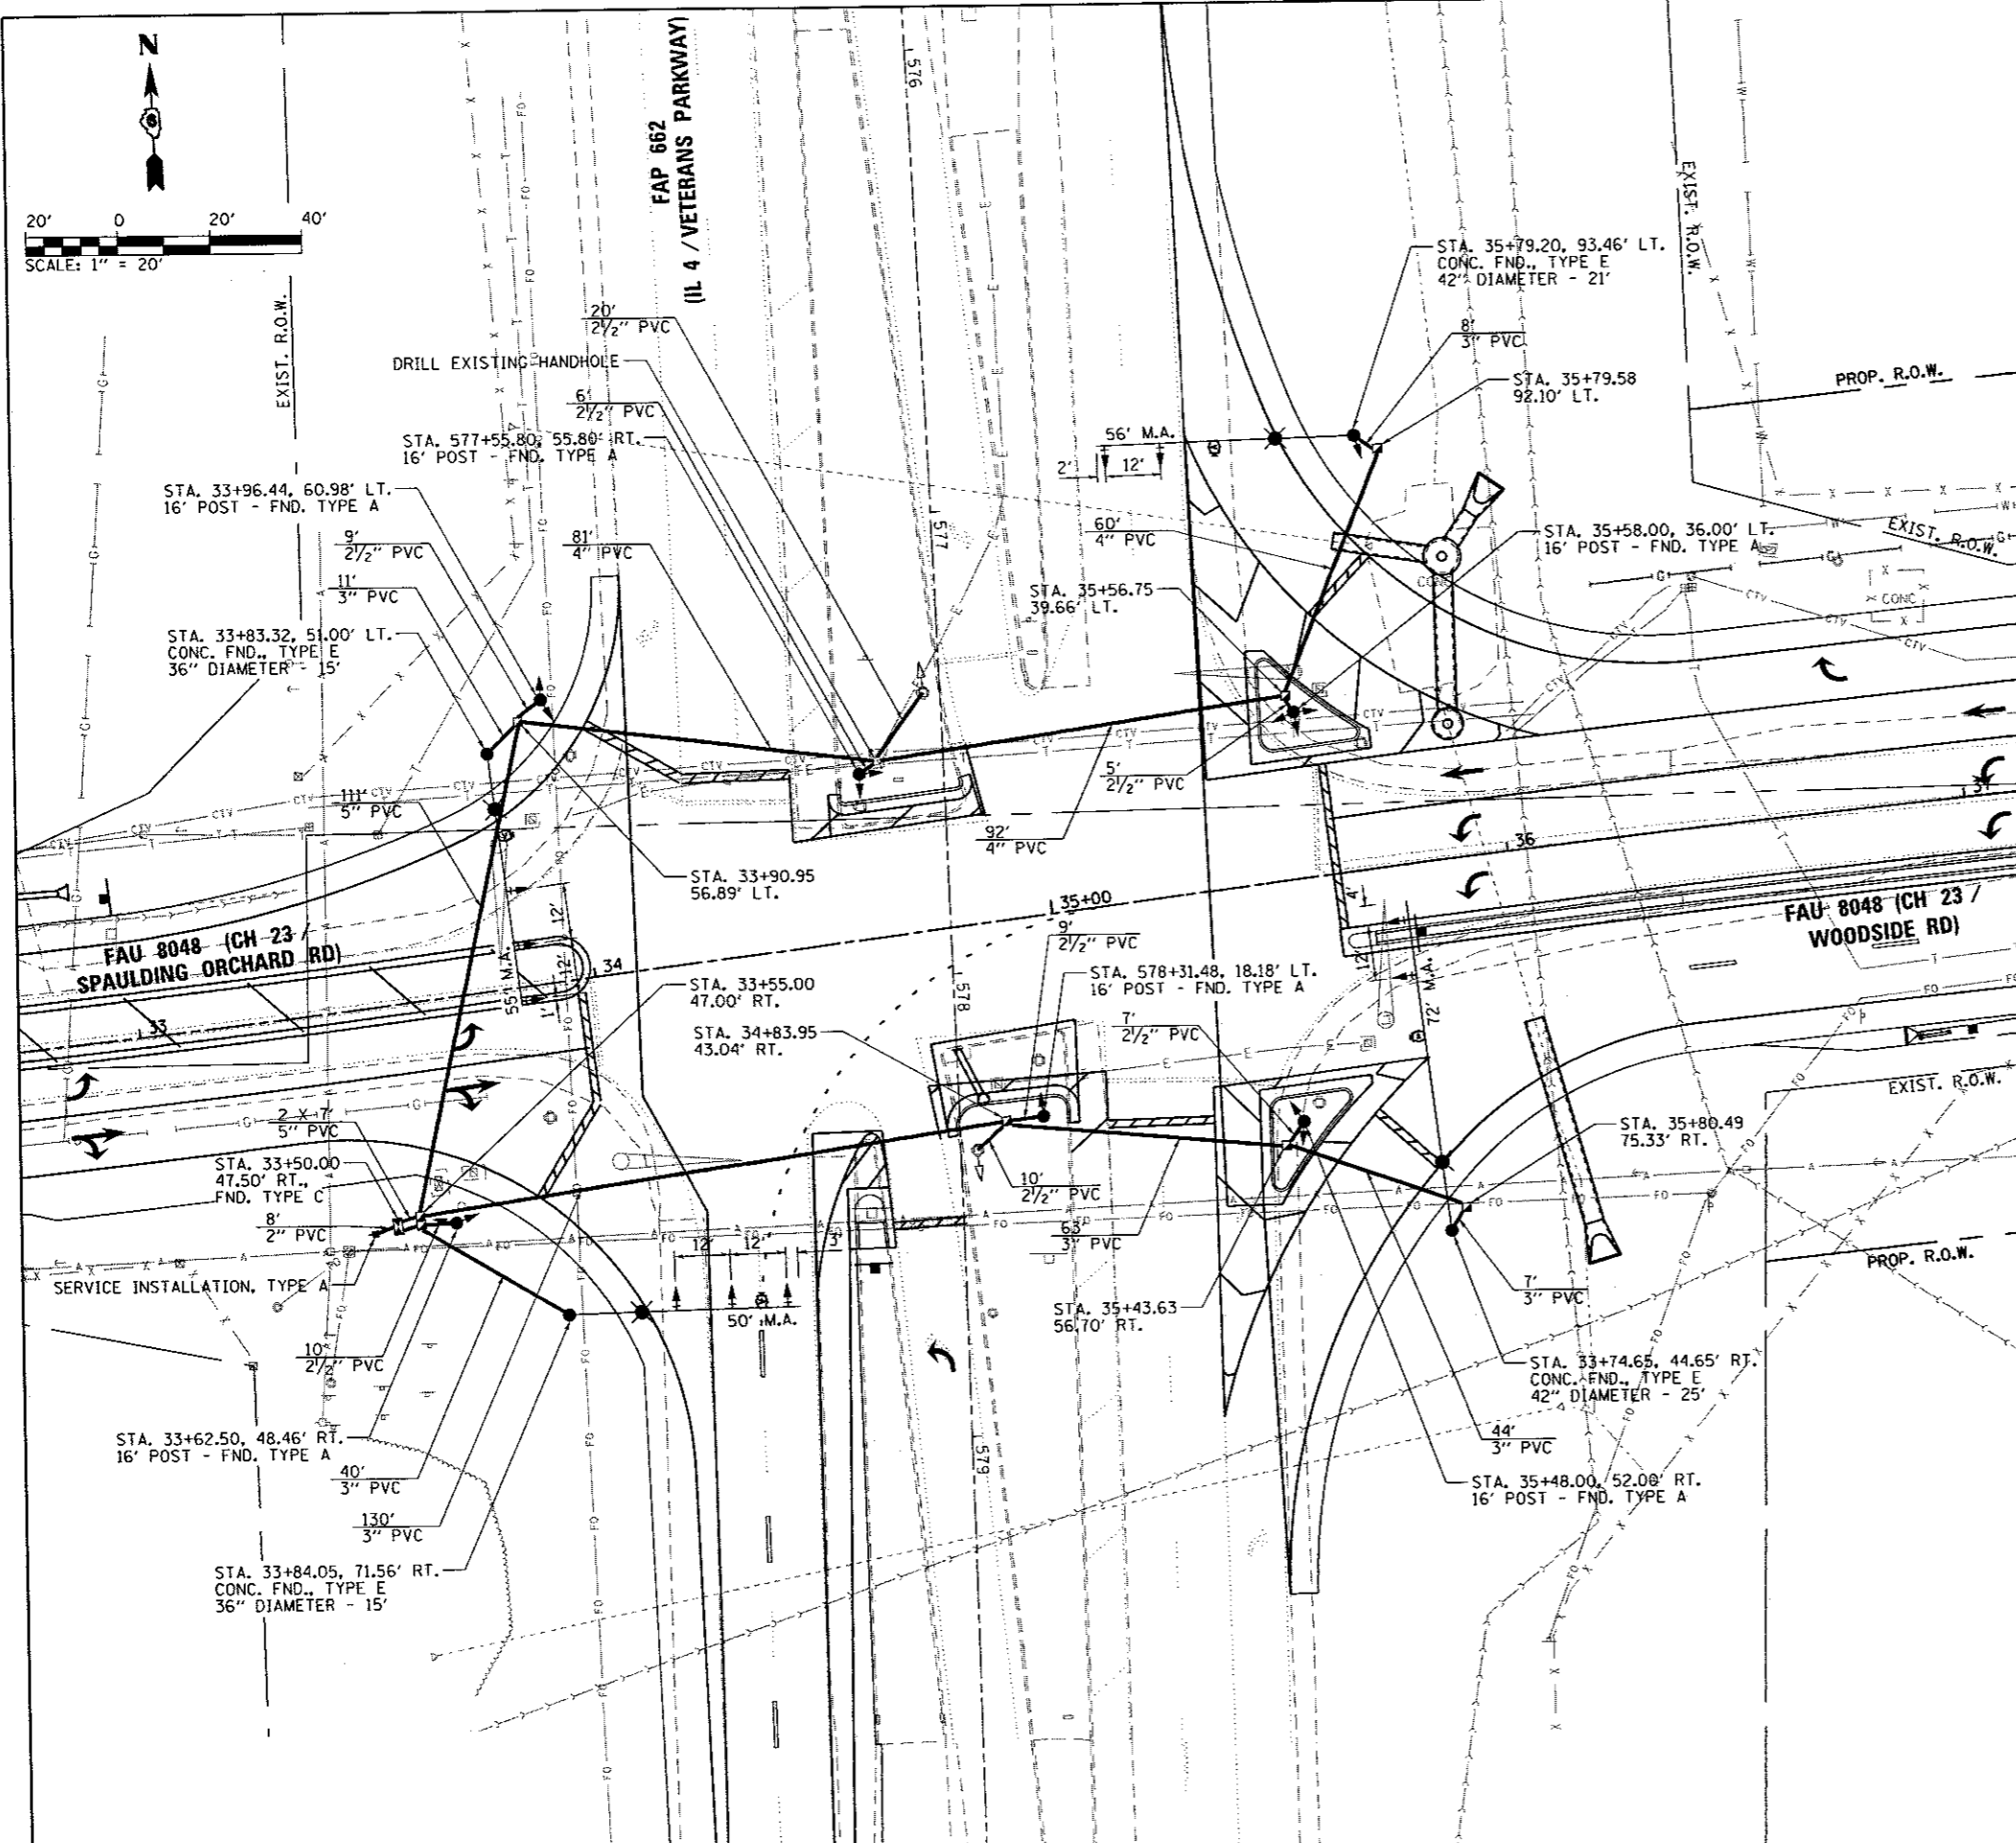 N
20' 0 20' 40'
SCALE: 1" = 20'
EXIST. R.O.W.
FAP 662
(IL 4 / VETERANS PARKWAY)
576
20'
2½" PVC
DRILL EXISTING HANDHOLE
6'
2½" PVC
STA. 577+55.80, 55.80' RT.
16' POST - FND. TYPE A
STA. 33+96.44, 60.98' LT.
16' POST - FND. TYPE A
9'
2½" PVC
81'
4" PVC
11'
3" PVC
STA. 33+83.32, 51.00' LT.
CONC. FND., TYPE E
36" DIAMETER - 15'
111'
5" PVC
STA. 33+90.95
56.89' LT.
577
STA. 35+79.20, 93.46' LT.
CONC. FND., TYPE E
42" DIAMETER - 21'
8'
3" PVC
STA. 35+79.58
92.10' LT.
EXIST. R.O.W.
PROP. R.O.W.
56' M.A.
2' 12'
60'
4" PVC
STA. 35+58.00, 36.00' LT.
16' POST - FND. TYPE A
EXIST. R.O.W.
CONC
CONC
STA. 35+56.75
39.66' LT.
5'
2½" PVC
92'
4" PVC
35+00
36
37
FAU 8048 (CH 23 /
WOODSIDE RD)
FAU 8048 (CH 23 /
SPAULDING ORCHARD RD)
33
34
55' M.A.
12'
12'
1'
STA. 33+55.00
47.00' RT.
STA. 34+83.95
43.04' RT.
9'
2½" PVC
STA. 578+31.48, 18.18' LT.
16' POST - FND. TYPE A
578
7'
2½" PVC
4'
12'
72' M.A.
EXIST. R.O.W.
STA. 35+80.49
75.33' RT.
2 X 7'
5" PVC
STA. 33+50.00
47.50' RT.,
FND. TYPE C
8'
2" PVC
SERVICE INSTALLATION, TYPE A
10'
2½" PVC
63'
3" PVC
12' 12' 3'
50' M.A.
STA. 35+43.63
56.70' RT.
7'
3" PVC
PROP. R.O.W.
STA. 33+74.65, 44.65' RT.
CONC. FND., TYPE E
42" DIAMETER - 25'
44'
3" PVC
STA. 35+48.00, 52.00' RT.
16' POST - FND. TYPE A
10'
2½" PVC
STA. 33+62.50, 48.46' RT.
16' POST - FND. TYPE A
40'
3" PVC
130'
3" PVC
STA. 33+84.05, 71.56' RT.
CONC. FND., TYPE E
36" DIAMETER - 15'
579